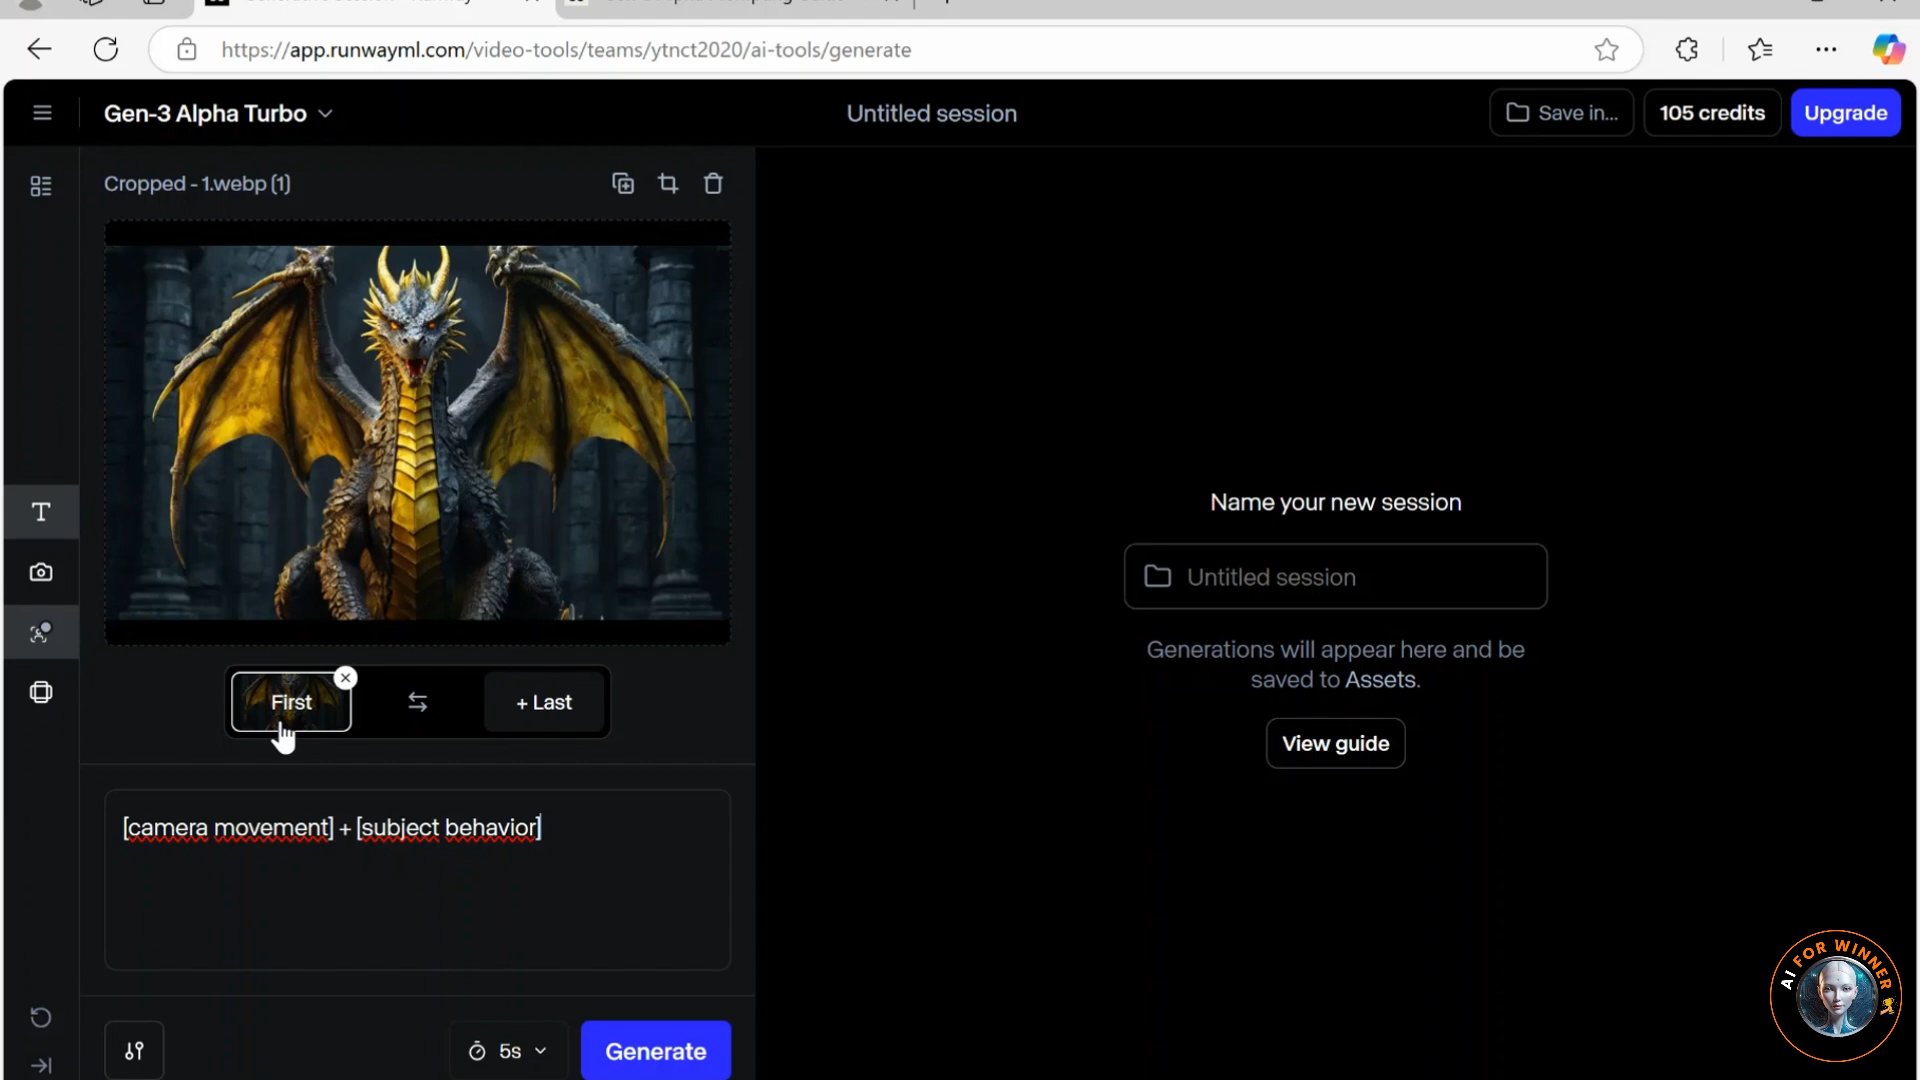 https://app.runwayml.com/video-tools/teams/ytnct2020/ai-tools/generate
Gen-3 Alpha Turbo
Untitled session
Save in...
105 credits
Upgrade
Cropped - 1.webp (1)
First
+ Last
[camera movement] + [subject behavior]
5s
Generate
Name your new session
Untitled session
Generations will appear here and be
saved to Assets.
View guide
AI FOR WINNER